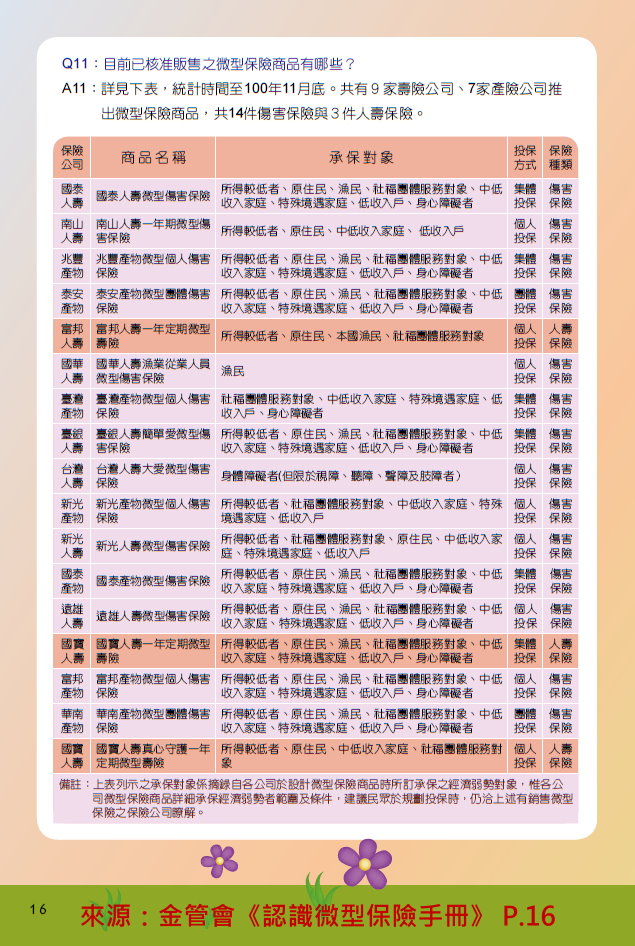 Q11：目前已核准販售之微型保險商品有哪些？
A11：詳見下表，統計時間至100年11月底。共有９家壽險公司、7家產險公司推
出微型保險商品，共14件傷害保險與３件人壽保險。
保險公司 商品名稱 承保對象 投保方式 保險種類
國泰 國泰人壽微型傷害保險 所得較低者、原住民、漁民、社福團體服務對象、中低 集體 傷害
人壽 收入家庭、特殊境遇家庭、低收入戶、身心障礙者 投保 保險
南山 南山人壽一年期微型傷 所得較低者、原住民、中低收入家庭、 低收入戶 個人 傷害
人壽 害保險 投保 保險
兆豐 兆豐產物微型個人傷害 所得較低者、原住民、漁民、社福團體服務對象、中低 集體 傷害
產物 保險 收入家庭、特殊境遇家庭、低收入戶、身心障礙者 投保 保險
泰安 泰安產物微型團體傷害 所得較低者、原住民、漁民、社福團體服務對象、中低 團體 傷害
產物 保險 收入家庭、特殊境遇家庭、低收入戶、身心障礙者 投保 保險
富邦 富邦人壽一年定期微型 所得較低者、原住民、本國漁民、社福團體服務對象 個人 人壽
人壽 壽險 投保 保險
國華 國華人壽漁業從業人員 漁民 個人 傷害
人壽 微型傷害保險 投保 保險
臺灣 臺灣產物微型個人傷害 社福團體服務對象、中低收入家庭、特殊境遇家庭、低 集體 傷害
產物 保險 收入戶、身心障礙者 投保 保險
臺銀 臺銀人壽簡單愛微型傷 所得較低者、原住民、漁民、社福團體服務對象、中低 集體 傷害
人壽 害保險 收入家庭、特殊境遇家庭、低收入戶、身心障礙者 投保 保險
台灣 台灣人壽大愛微型傷害 身體障礙者(但限於視障、聽障、聲障及肢障者） 個人 傷害
人壽 保險 投保 保險
新光 新光產物微型個人傷害 所得較低者、社福團體服務對象、中低收入家庭、特殊 個人 傷害
產物 保險 境遇家庭、低收入戶 投保 保險
新光 新光人壽微型傷害保險 所得較低者、社福團體服務對象、原住民、中低收入家 個人 傷害
人壽 庭、特殊境遇家庭、低收入戶 投保 保險
國泰 國泰產物微型傷害保險 所得較低者、原住民、漁民、社福團體服務對象、中低 集體 傷害
產物 收入家庭、特殊境遇家庭、低收入戶、身心障礙者 投保 保險
遠雄 遠雄人壽微型傷害保險 所得較低者、原住民、漁民、社福團體服務對象、中低 個人 傷害
人壽 收入家庭、特殊境遇家庭、低收入戶、身心障礙者 投保 保險
國寶 國寶人壽一年定期微型 所得較低者、原住民、漁民、社福團體服務對象、中低 集體 人壽
人壽 壽險 收入家庭、特殊境遇家庭、低收入戶、身心障礙者 投保 保險
富邦 富邦產物微型個人傷害 所得較低者、原住民、漁民、社福團體服務對象、中低 個人 傷害
產物 保險 收入家庭、特殊境遇家庭、低收入戶、身心障礙者 投保 保險
華南 華南產物微型團體傷害 所得較低者、原住民、漁民、社福團體服務對象、中低 團體 傷害
產物 保險 收入家庭、特殊境遇家庭、低收入戶、身心障礙者 投保 保險
國寶 國寶人壽真心守護一年 所得較低者、原住民、中低收入家庭、社福團體服務對 個人 人壽
人壽 定期微型壽險 象 投保 保險
備註：上表列示之承保對象係摘錄自各公司於設計微型保險商品時所訂承保之經濟弱勢對象，惟各公
司微型保險商品詳細承保經濟弱勢者範圍及條件，建議民眾於規劃投保時，仍洽上述有銷售微型
保險之保險公司瞭解。
16
來源：金管會《認識微型保險手冊》 P.16